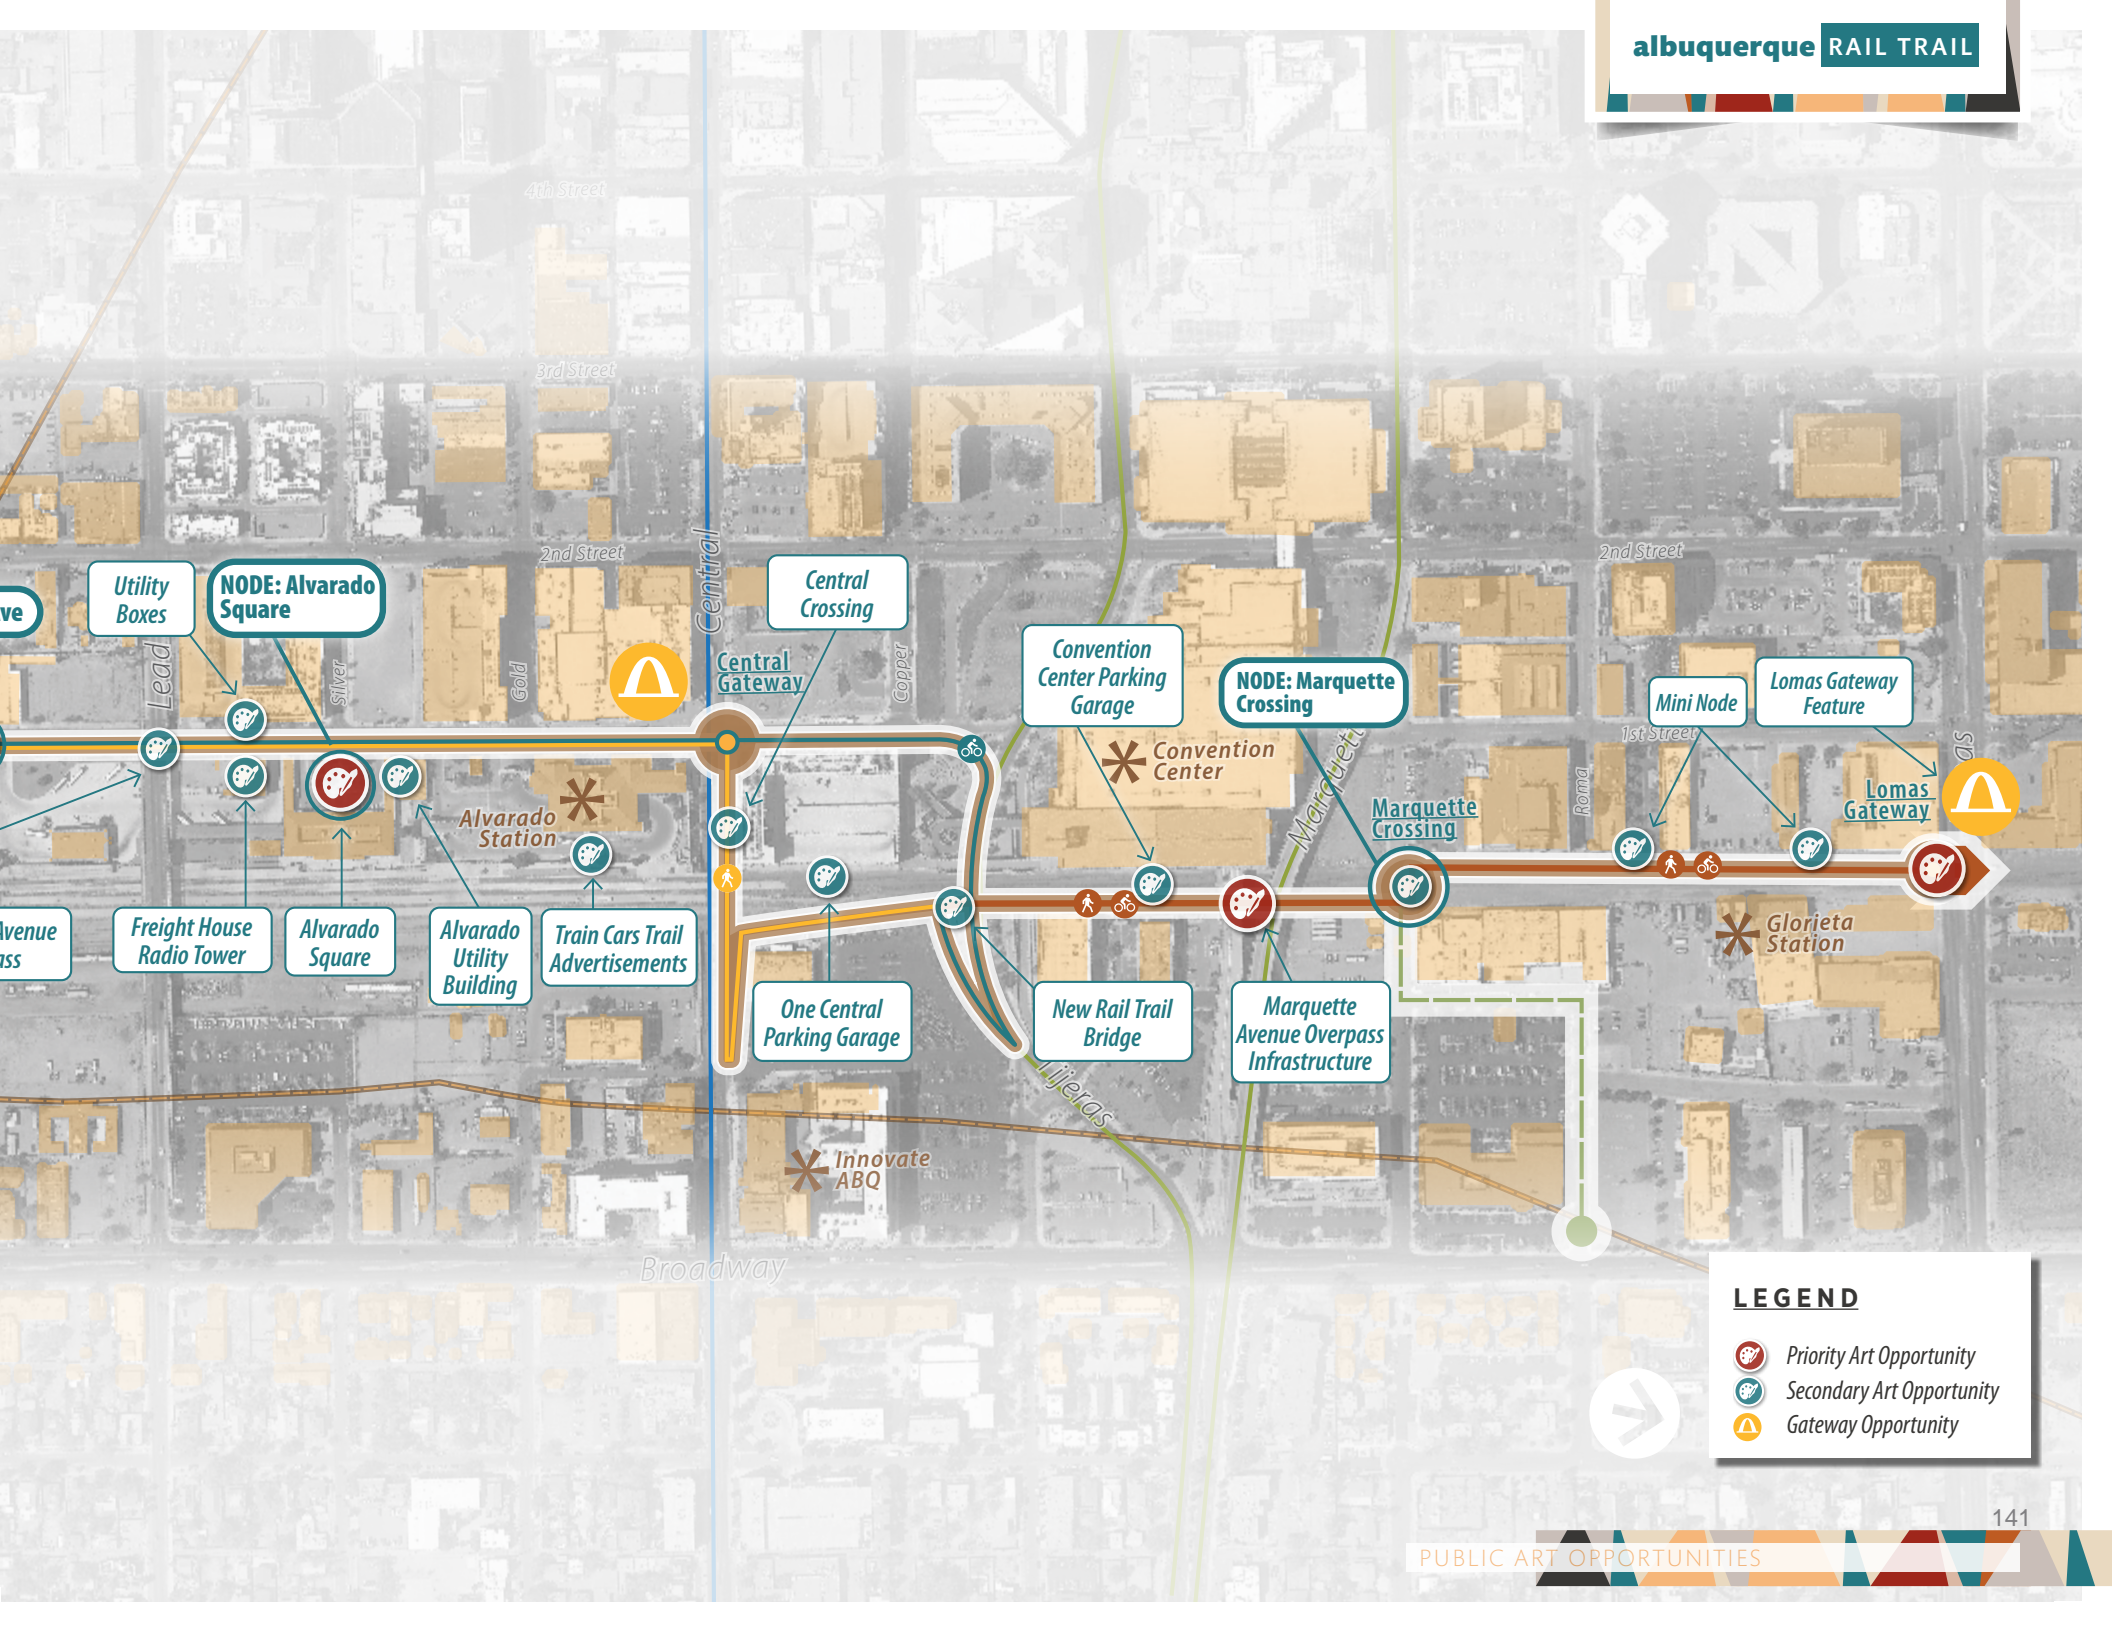 albuquerque RAIL TRAIL
4th Street
3rd Street
2nd Street
2nd Street
Central
Utility
Boxes
NODE: Alvarado
Square
Central
Crossing
Convention
Center Parking
Garage
NODE: Marquette
Crossing
Mini Node
Lomas Gateway
Feature
1st Street
Lead
Silver
Gold
Copper
Central
Gateway
Convention
Center
Marquette
Roma
Marquette
Crossing
Lomas
Gateway
Alvarado
Station
Glorieta
Station
Avenue
Freight House
Radio Tower
Alvarado
Square
Alvarado
Utility
Building
Train Cars Trail
Advertisements
One Central
Parking Garage
New Rail Trail
Bridge
Marquette
Avenue Overpass
Infrastructure
Tijeras
Innovate
ABQ
Broadway
LEGEND
Priority Art Opportunity
Secondary Art Opportunity
Gateway Opportunity
141
PUBLIC ART OPPORTUNITIES